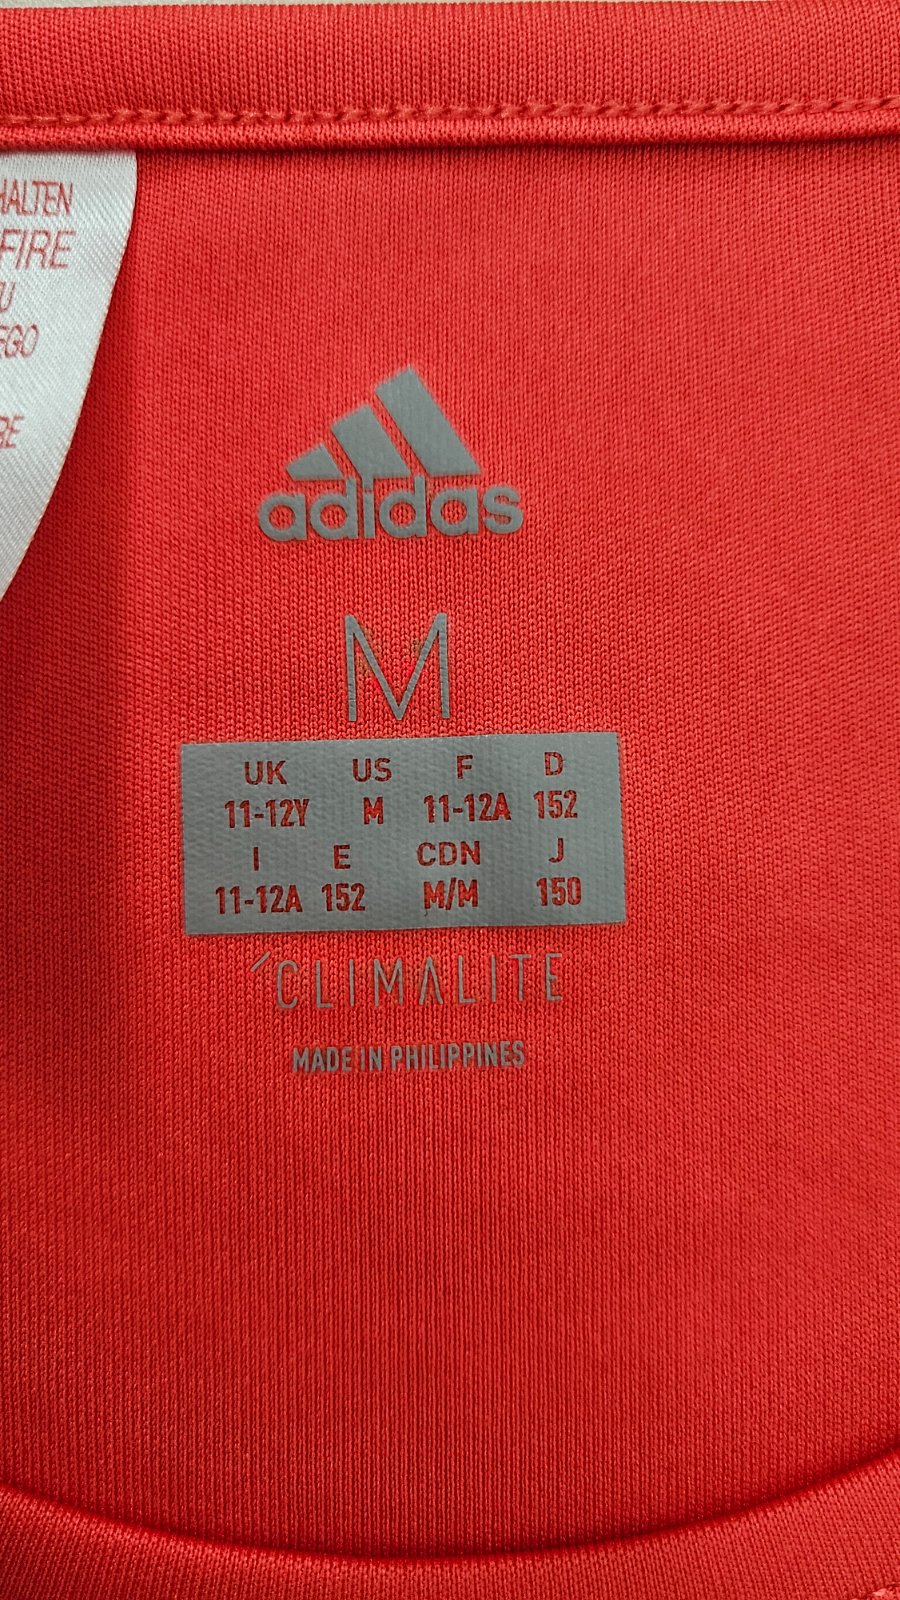 HALTEN
FIRE
EGO
adidas
M
UK US F D
11-12Y M 11-12A 152
I E CDN J
11-12A 152 M/M 150
CLIMALITE
MADE IN PHILIPPINES